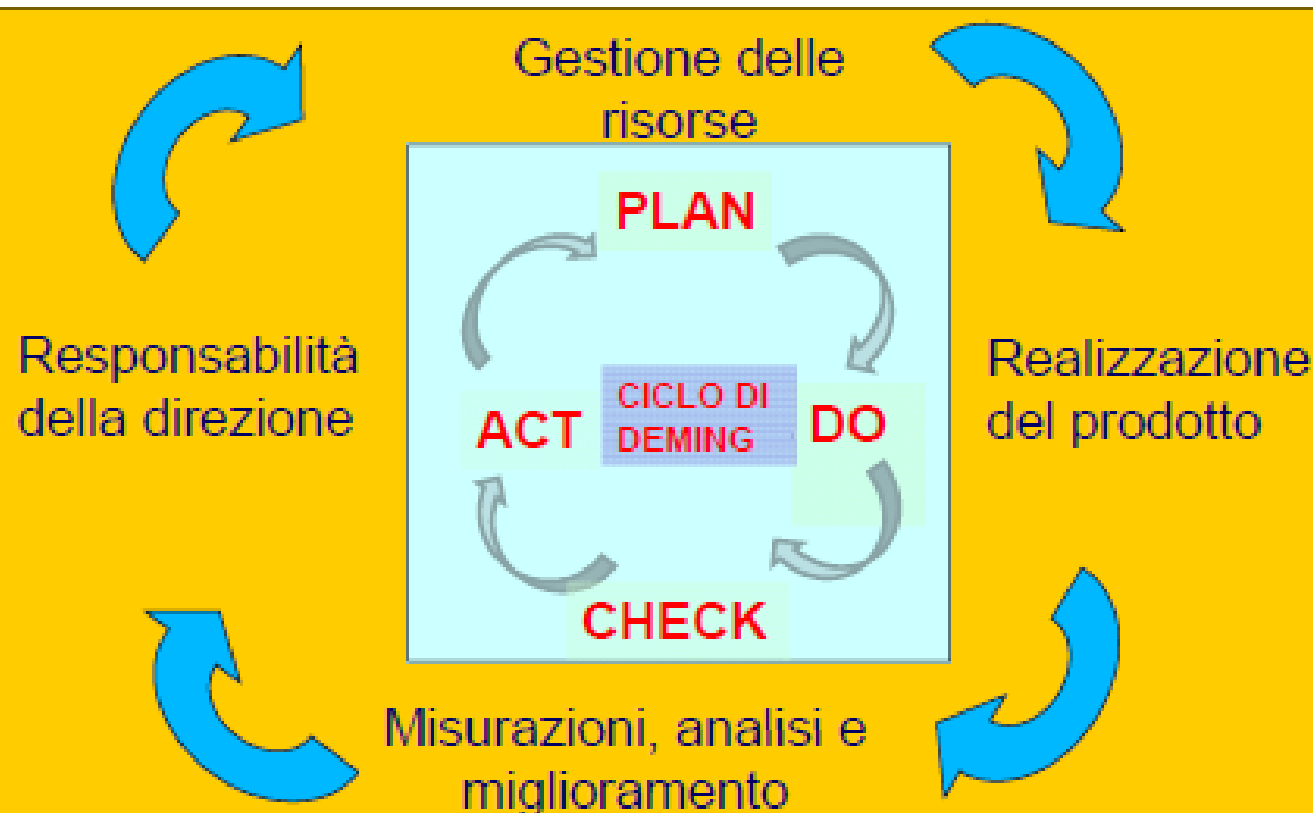 Gestione delle
risorse
PLAN
Responsabilità
della direzione
ACT
CICLO DI
DEMING
DO
Realizzazione
del prodotto
CHECK
Misurazioni, analisi e
miglioramento